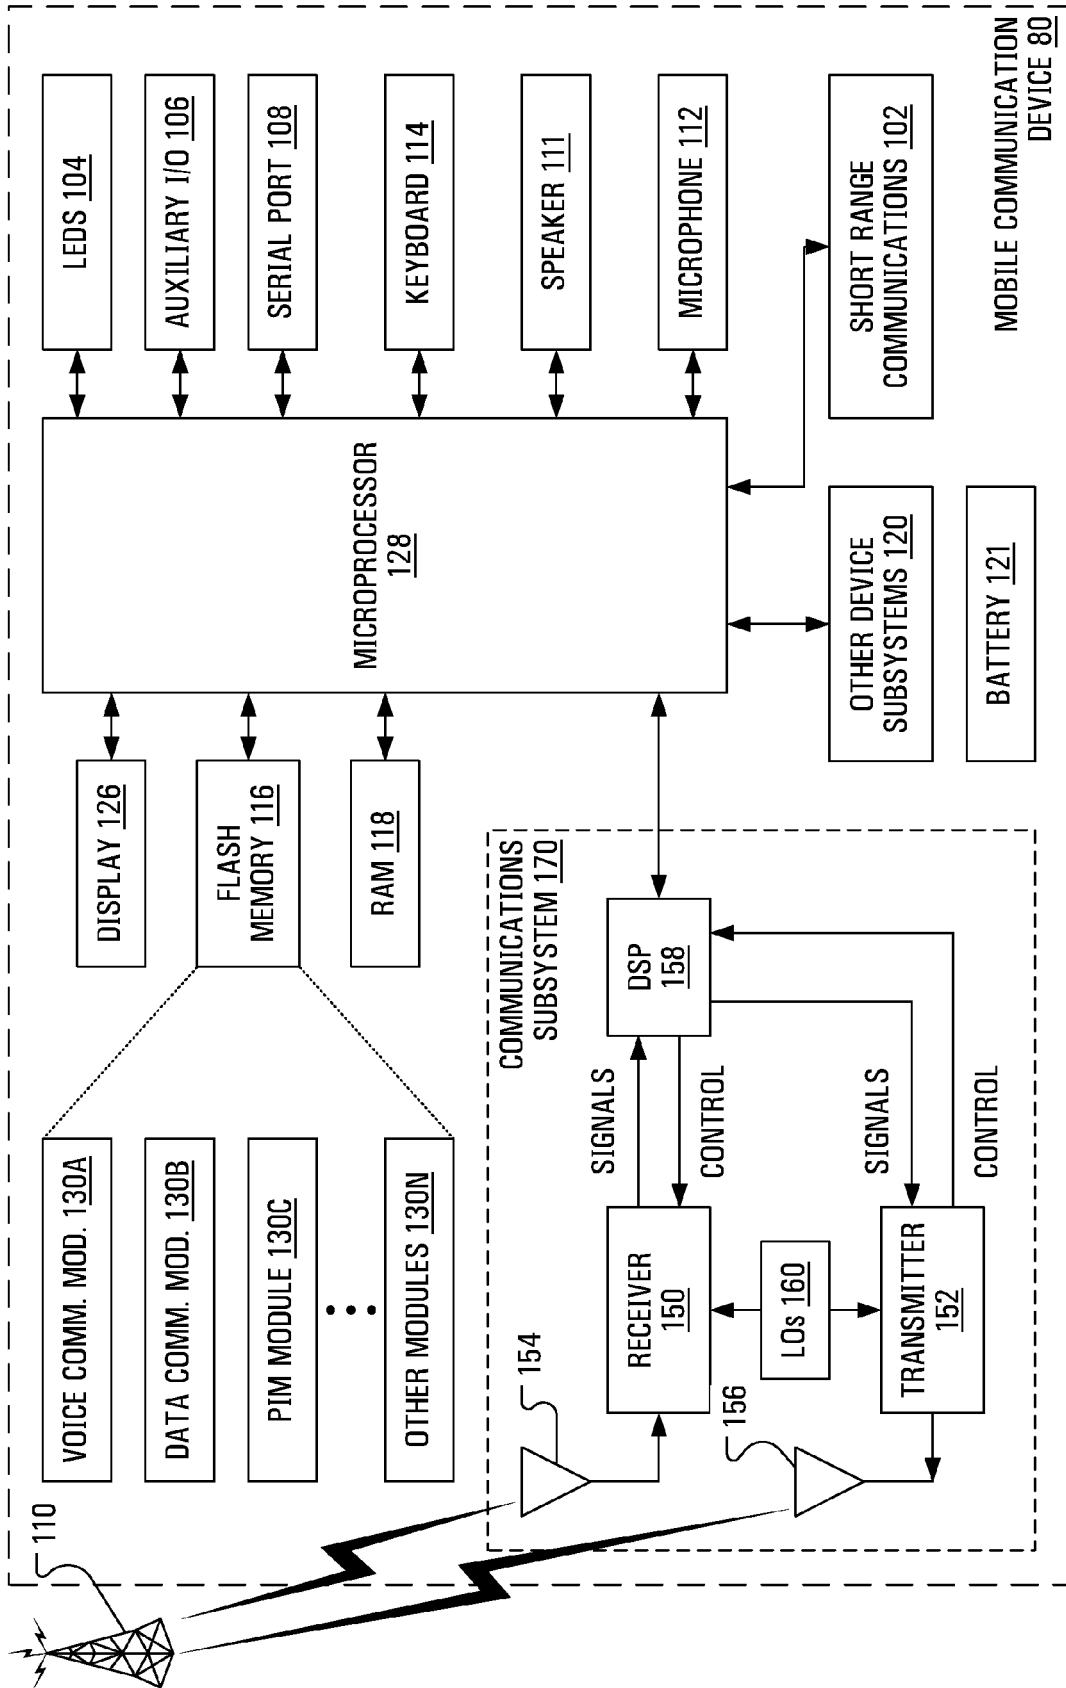 110
VOICE COMM. MOD. 130A
DATA COMM. MOD. 130B
PIM MODULE 130C
OTHER MODULES 130N
DISPLAY 126
FLASH
MEMORY 116
RAM 118
MICROPROCESSOR
128
LEDS 104
AUXILIARY I/O 106
SERIAL PORT 108
KEYBOARD 114
SPEAKER 111
MICROPHONE 112
SHORT RANGE
COMMUNICATIONS 102
OTHER DEVICE
SUBSYSTEMS 120
BATTERY 121
COMMUNICATIONS
SUBSYSTEM 170
154
RECEIVER
150
SIGNALS
CONTROL
DSP
158
LOs 160
156
TRANSMITTER
152
SIGNALS
CONTROL
MOBILE COMMUNICATION
DEVICE 80